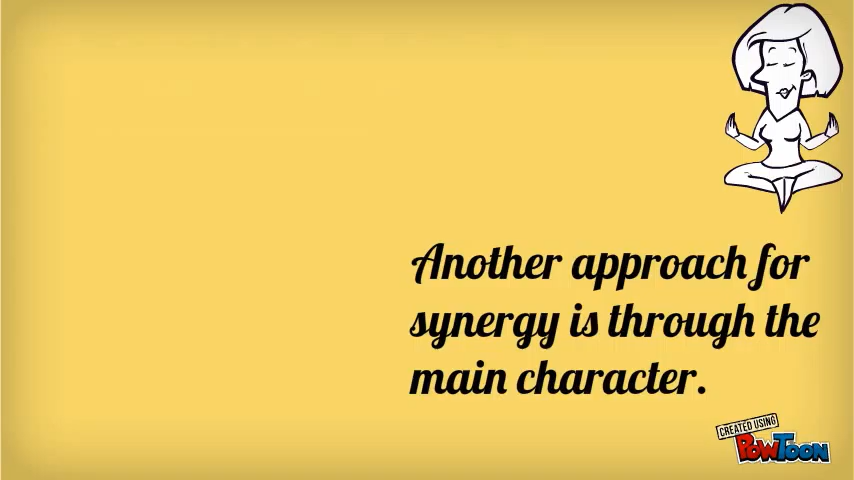 Another approach for
synergy is through the
main character.
CREATED USING
POWTOON